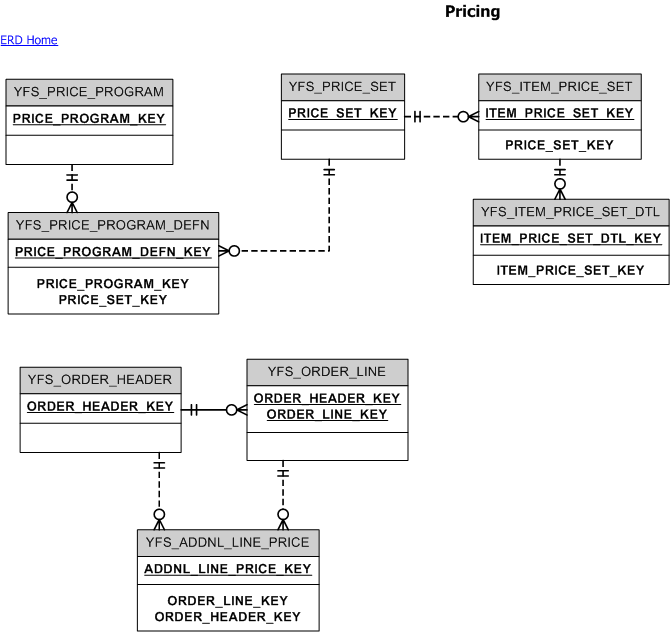 Pricing
ERD Home
YFS_PRICE_PROGRAM
PRICE_PROGRAM_KEY
YFS_PRICE_SET
PRICE_SET_KEY
YFS_ITEM_PRICE_SET
ITEM_PRICE_SET_KEY
PRICE_SET_KEY
YFS_PRICE_PROGRAM_DEFN
PRICE_PROGRAM_DEFN_KEY
PRICE_PROGRAM_KEY
PRICE_SET_KEY
YFS_ITEM_PRICE_SET_DTL
ITEM_PRICE_SET_DTL_KEY
ITEM_PRICE_SET_KEY
YFS_ORDER_HEADER
ORDER_HEADER_KEY
YFS_ORDER_LINE
ORDER_HEADER_KEY
ORDER_LINE_KEY
YFS_ADDNL_LINE_PRICE
ADDNL_LINE_PRICE_KEY
ORDER_LINE_KEY
ORDER_HEADER_KEY